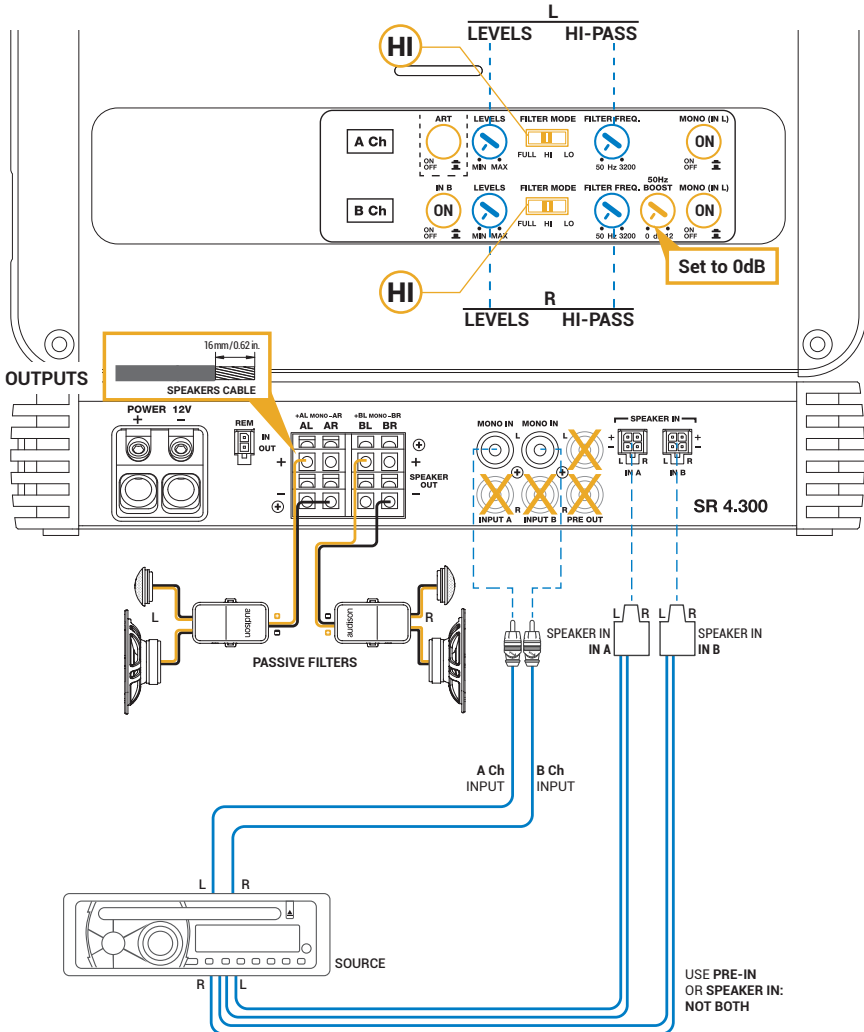 L
LEVELS HI-PASS
HI
ART LEVELS FILTER MODE FILTER FREQ. MONO (IN L)
A Ch
ON
ON
OFF
MIN MAX
FULL HI LO
50 Hz 3200
ON
OFF
IN B LEVELS FILTER MODE FILTER FREQ. 50Hz
BOOST MONO (IN L)
B Ch
ON
ON
ON
OFF
MIN MAX
FULL HI LO
50 Hz 3200
0 dB 12
ON
OFF
HI
Set to 0dB
R
LEVELS HI-PASS
16 mm/0.62 in.
SPEAKERS CABLE
OUTPUTS
POWER 12V
+ −
REM
IN
OUT
+AL MONO -AR +BL MONO -BR
AL AR BL BR
+ +
− −
SPEAKER
OUT
MONO IN MONO IN
L L
R R
INPUT A INPUT B PRE OUT
SPEAKER IN
+ − + −
L R L R
IN A IN B
SR 4.300
L audison audison R
PASSIVE FILTERS
L R L R
SPEAKER IN
IN A
SPEAKER IN
IN B
A Ch
INPUT
B Ch
INPUT
L R
SOURCE
R L
USE PRE-IN
OR SPEAKER IN:
NOT BOTH